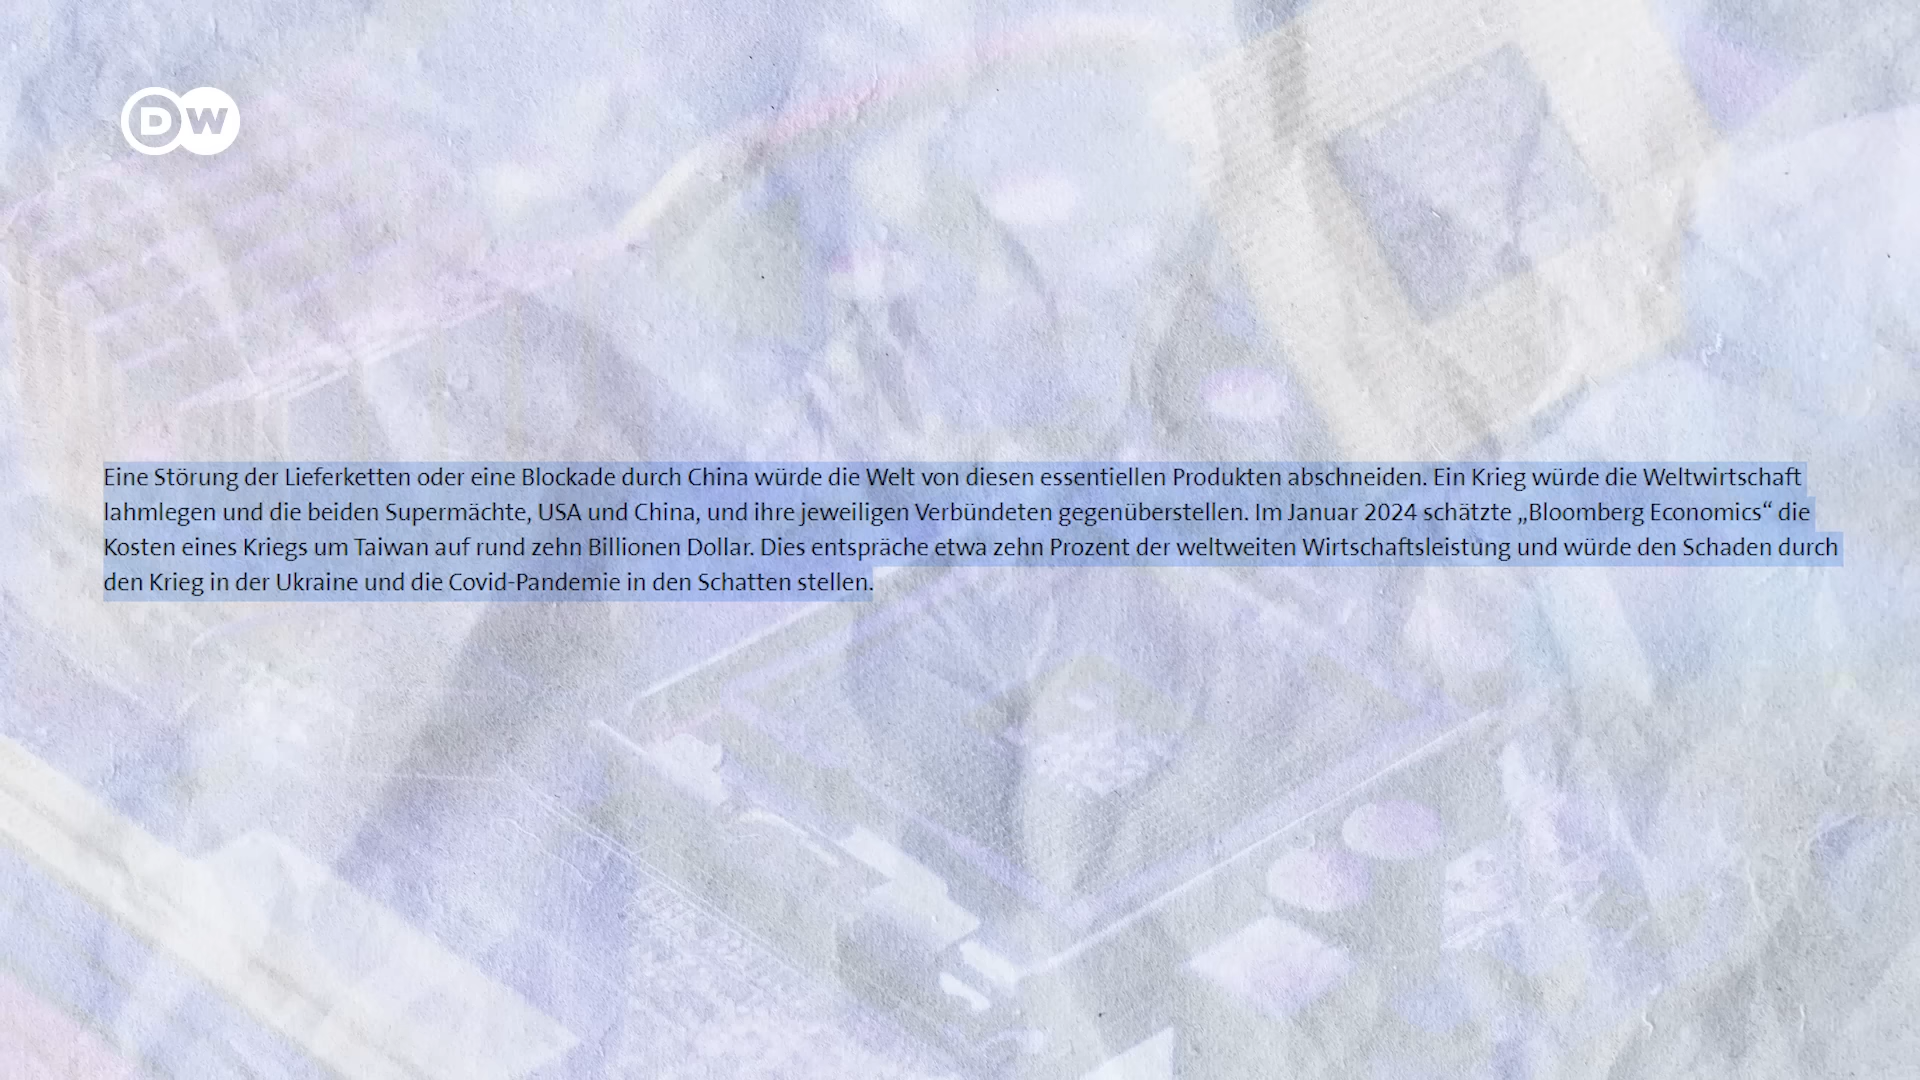 DW
Eine Störung der Lieferketten oder eine Blockade durch China würde die Welt von diesen essentiellen Produkten abschneiden. Ein Krieg würde die Weltwirtschaft
lahmlegen und die beiden Supermächte, USA und China, und ihre jeweiligen Verbündeten gegenüberstellen. Im Januar 2024 schätzte „Bloomberg Economics“ die
Kosten eines Kriegs um Taiwan auf rund zehn Billionen Dollar. Dies entspräche etwa zehn Prozent der weltweiten Wirtschaftsleistung und würde den Schaden durch
den Krieg in der Ukraine und die Covid-Pandemie in den Schatten stellen.